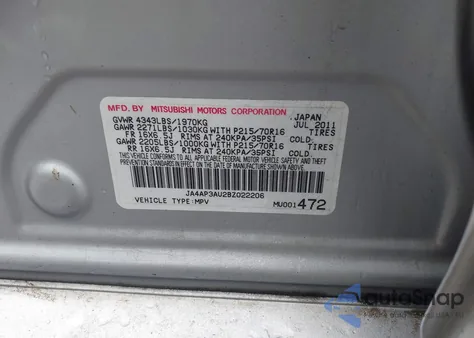 MFD. BY MITSUBISHI MOTORS CORPORATION JAPAN
GVWR 4343LBS/1970KG JUL 2011
GAWR 2271LBS/1030KG WITH P215/70R16 TIRES
FR 16X6.5J RIMS AT 240KPA/35PSI COLD-
GAWR 2205LBS/1000KG WITH P215/70R16 TIRES
RR 16X6.5J RIMS AT 240KPA/35PSI COLD-
THIS VEHICLE CONFORMS TO ALL APPLICABLE
FEDERAL MOTOR VEHICLE SAFETY AND THEFT
PREVENTION STANDARDS IN EFFECT ON THE DATE
OF MANUFACTURE SHOWN ABOVE
JA4AP3AU2BZ022206
VEHICLE TYPE:MPV MU001472
autoSnap